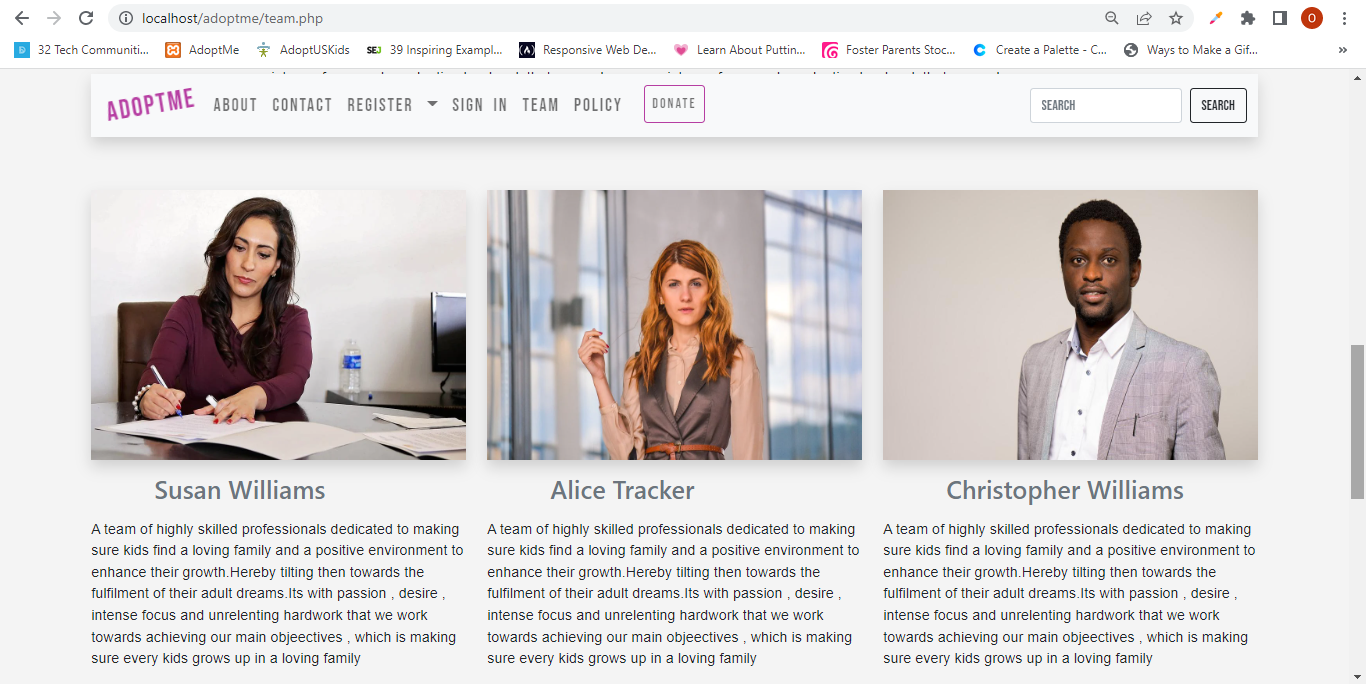 localhost/adoptme/team.php
O
32 Tech Communiti...
AdoptMe
AdoptUSKids
SEJ
39 Inspiring Exampl...
(A)
Responsive Web De...
Learn About Puttin...
Foster Parents Stoc...
Create a Palette - C...
Ways to Make a Gif...
»
ADOPTME
ABOUT
CONTACT
REGISTER
SIGN IN
TEAM
POLICY
DONATE
SEARCH
SEARCH
Susan Williams
A team of highly skilled professionals dedicated to making
sure kids find a loving family and a positive environment to
enhance their growth.Hereby tilting then towards the
fulfilment of their adult dreams.Its with passion , desire ,
intense focus and unrelenting hardwork that we work
towards achieving our main objeectives , which is making
sure every kids grows up in a loving family
Alice Tracker
A team of highly skilled professionals dedicated to making
sure kids find a loving family and a positive environment to
enhance their growth.Hereby tilting then towards the
fulfilment of their adult dreams.Its with passion , desire ,
intense focus and unrelenting hardwork that we work
towards achieving our main objeectives , which is making
sure every kids grows up in a loving family
Christopher Williams
A team of highly skilled professionals dedicated to making
sure kids find a loving family and a positive environment to
enhance their growth.Hereby tilting then towards the
fulfilment of their adult dreams.Its with passion , desire ,
intense focus and unrelenting hardwork that we work
towards achieving our main objeectives , which is making
sure every kids grows up in a loving family